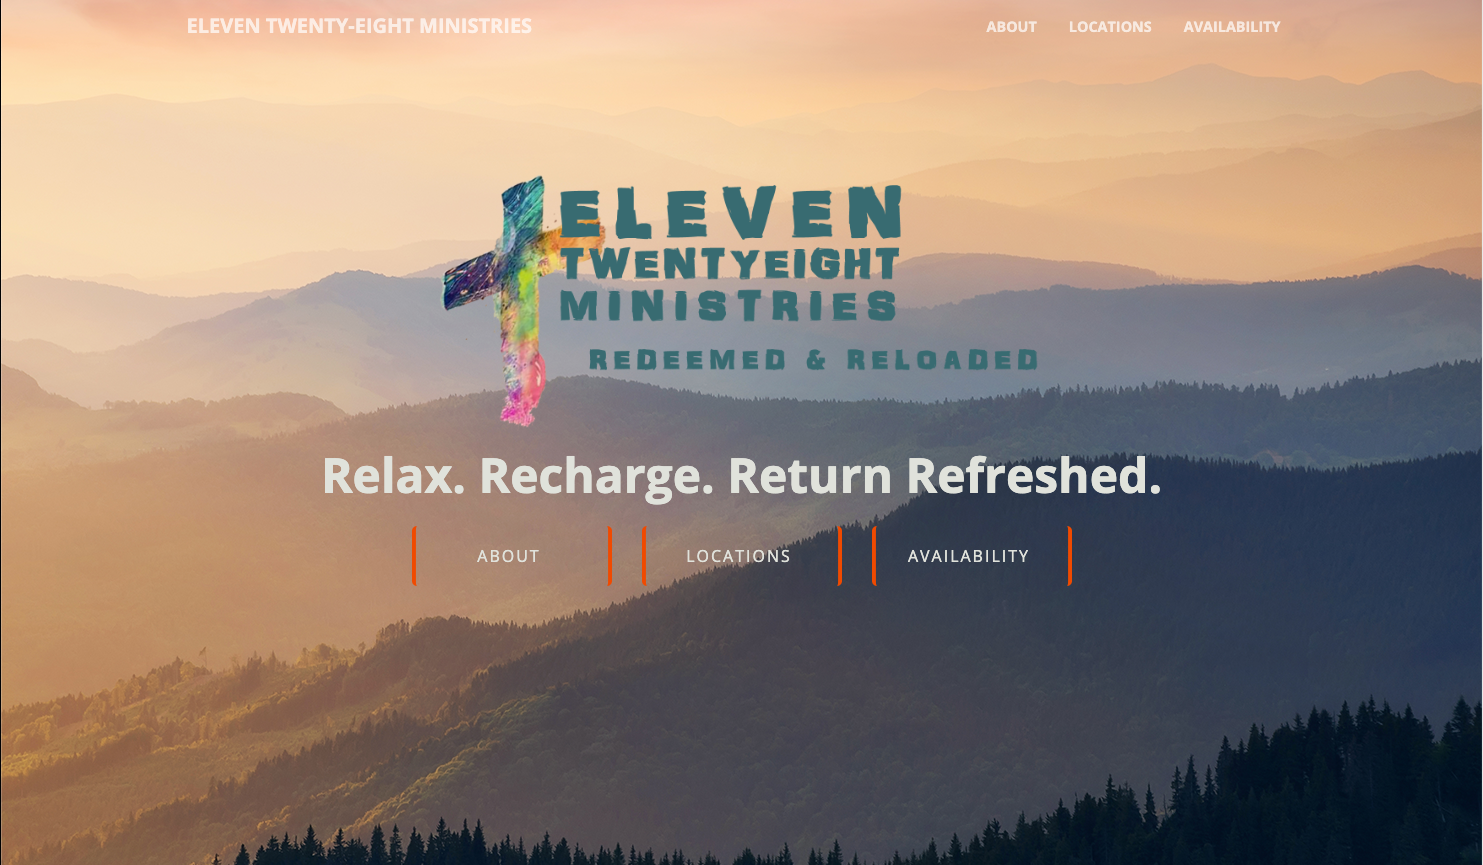 ELEVEN TWENTY-EIGHT MINISTRIES
ABOUT LOCATIONS AVAILABILITY
ELEVEN
TWENTYEIGHT
MINISTRIES
REDEEMED & RELOADED
Relax. Recharge. Return Refreshed.
ABOUT LOCATIONS AVAILABILITY